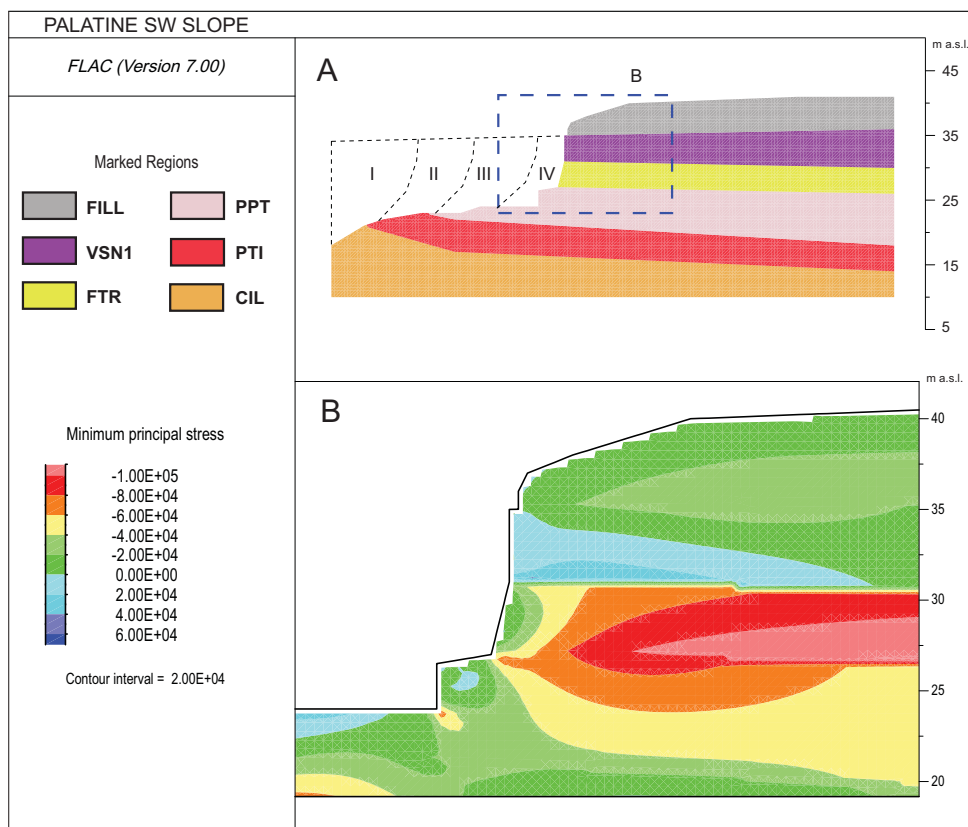 PALATINE SW SLOPE
FLAC (Version 7.00)
Marked Regions
FILL
PPT
VSN1
PTI
FTR
CIL
Minimum principal stress
-1.00E+05
-8.00E+04
-6.00E+04
-4.00E+04
-2.00E+04
0.00E+00
2.00E+04
4.00E+04
6.00E+04
Contour interval = 2.00E+04
A
B
I
II
III
IV
m a.s.l.
45
35
25
15
5
B
m a.s.l.
40
35
30
25
20